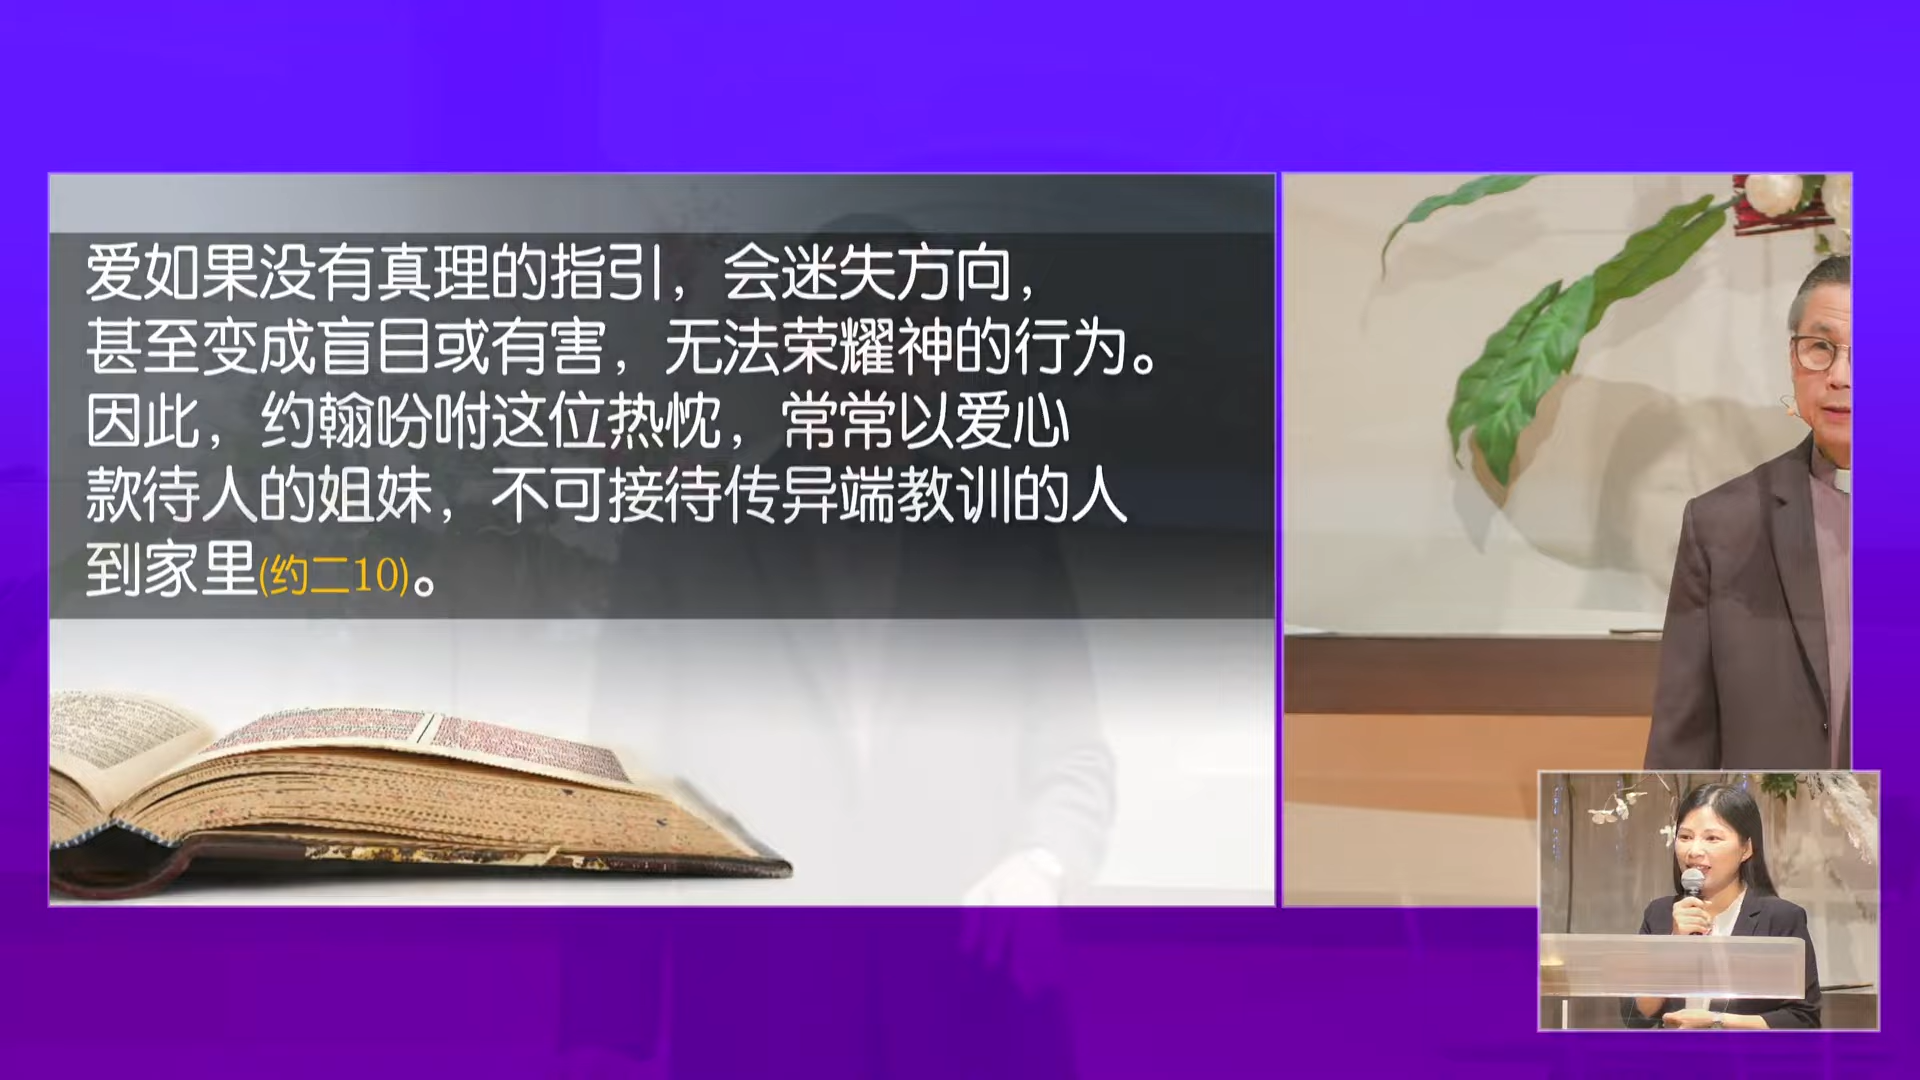 爱如果没有真理的指引，会迷失方向，
甚至变成盲目或有害，无法荣耀神的行为。
因此，约翰吩咐这位热忱，常常以爱心
款待人的姐妹，不可接待传异端教训的人
到家里(约二10)。